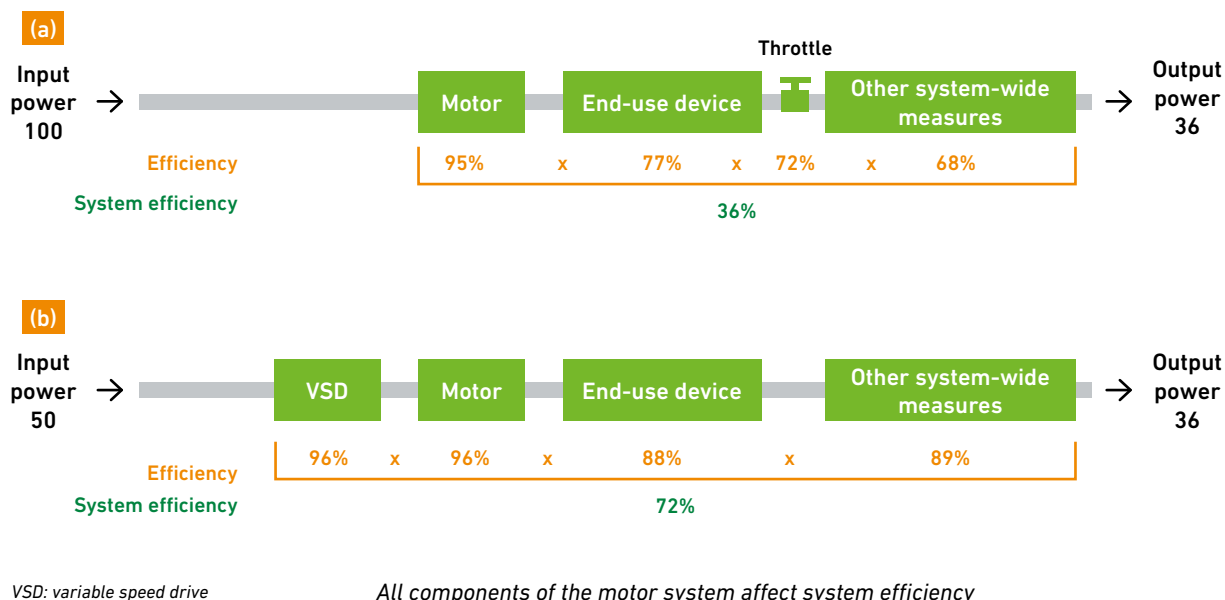 (a)
Throttle
Input
power →
100
Motor
End-use device
Other system-wide
measures
→ Output
power
36
Efficiency 95% x 77% x 72% x 68%
System efficiency 36%
(b)
Input
power →
50
VSD
Motor
End-use device
Other system-wide
measures
→ Output
power
36
Efficiency 96% x 96% x 88% x 89%
System efficiency 72%
VSD: variable speed drive
All components of the motor system affect system efficiency